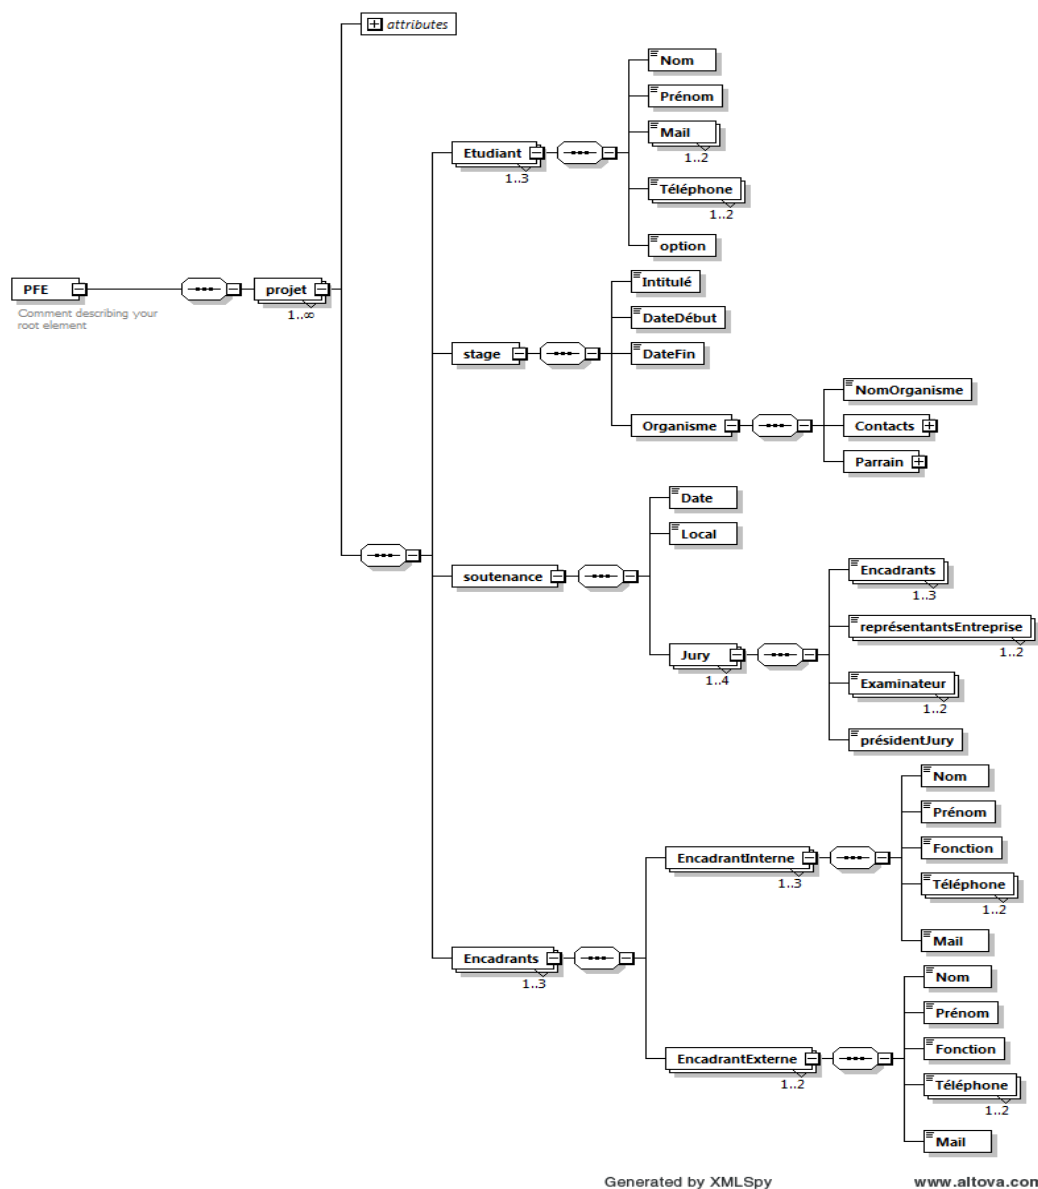 attributes
Nom
Prénom
Mail
1..2
Etudiant
1..3
Téléphone
1..2
option
PFE
Comment describing your
root element
projet
1..∞
Intitulé
DateDébut
stage
DateFin
Organisme
NomOrganisme
Contacts
Parrain
Date
Local
soutenance
Encadrants
1..3
représentantsEntreprise
1..2
Jury
1..4
Examinateur
1..2
présidentJury
Nom
Prénom
Fonction
EncadrantInterne
1..3
Téléphone
1..2
Mail
Encadrants
1..3
Nom
Prénom
Fonction
EncadrantExterne
1..2
Téléphone
1..2
Mail
Generated by XMLSpy
www.altova.com